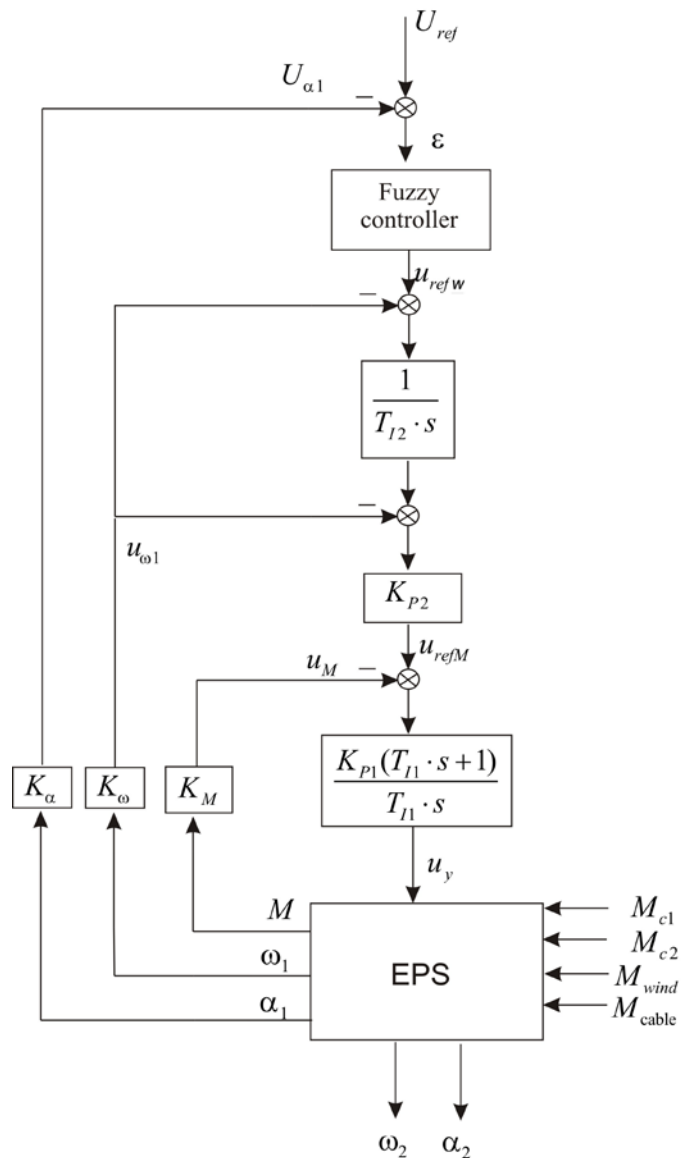 U_ref
U_α1
−
ε
Fuzzy
controller
u_ref w
−
1
T_I2 · s
−
u_ω1
K_P2
u_refM
u_M
−
K_P1(T_I1 · s + 1)
T_I1 · s
K_α
K_ω
K_M
u_y
M
ω_1
α_1
EPS
M_c1
M_c2
M_wind
M_cable
ω_2
α_2